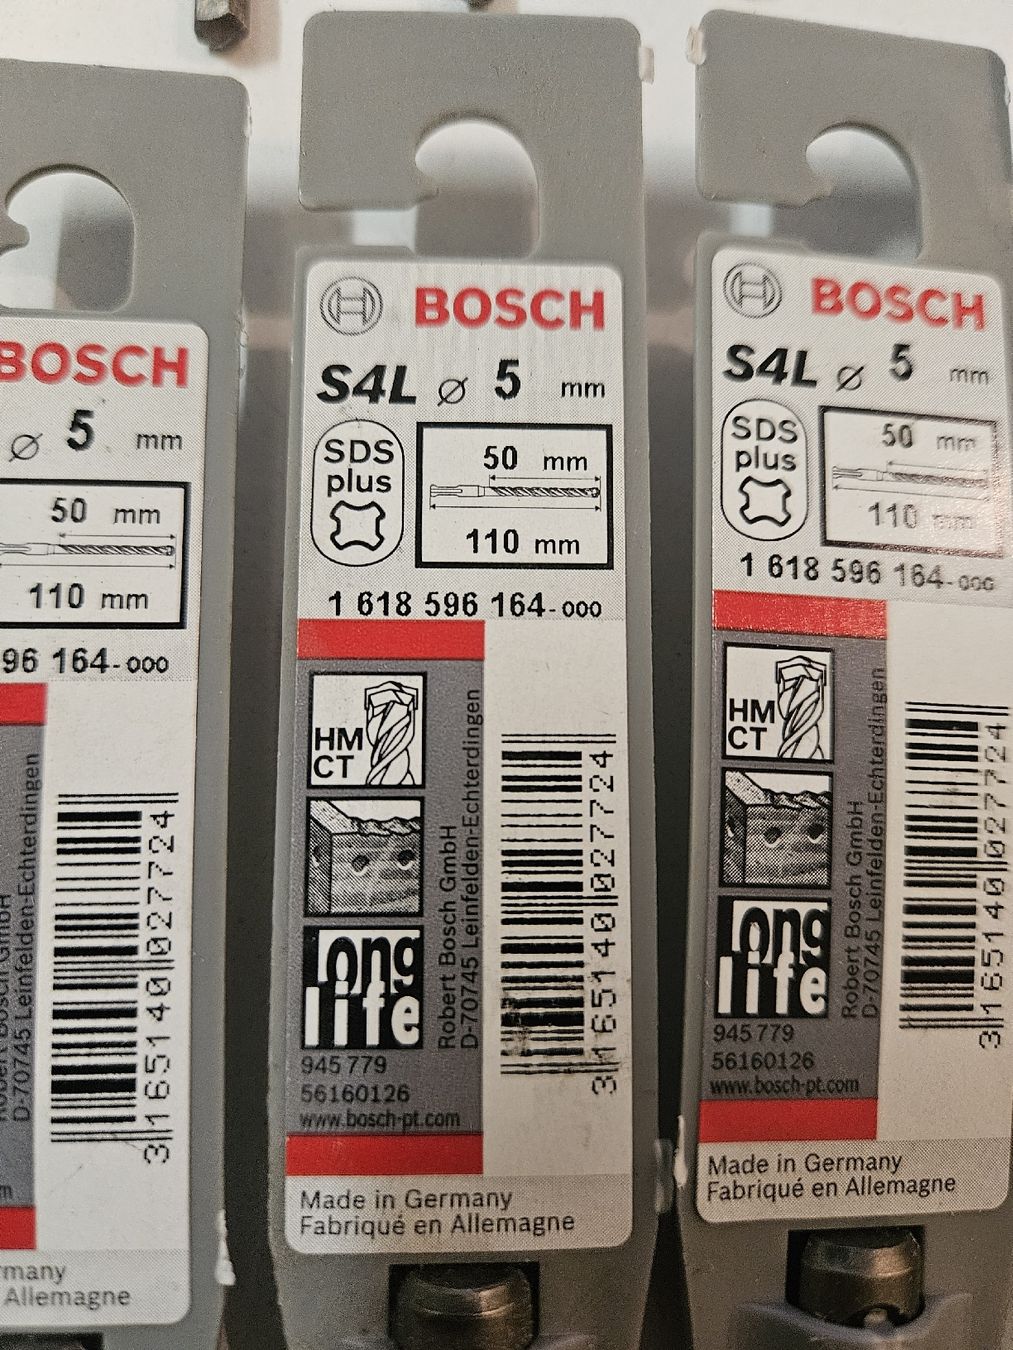 BOSCH
ø 5 mm
50 mm
110 mm
96 164-000
D-70745 Leinfelden-Echterdingen
3 165140 027724
rmany
Allemagne
BOSCH
S4L ø 5 mm
SDS
plus
50 mm
110 mm
1 618 596 164-000
HM
CT
long
life
Robert Bosch GmbH
D-70745 Leinfelden-Echterdingen
3 165140 027724
945 779
56160126
www.bosch-pt.com
Made in Germany
Fabriqué en Allemagne
BOSCH
S4L ø 5 mm
SDS
plus
50 mm
110 mm
1 618 596 164-000
HM
CT
long
life
Robert Bosch GmbH
D-70745 Leinfelden-Echterdingen
3 165140 027724
945 779
56160126
www.bosch-pt.com
Made in Germany
Fabriqué en Allemagne